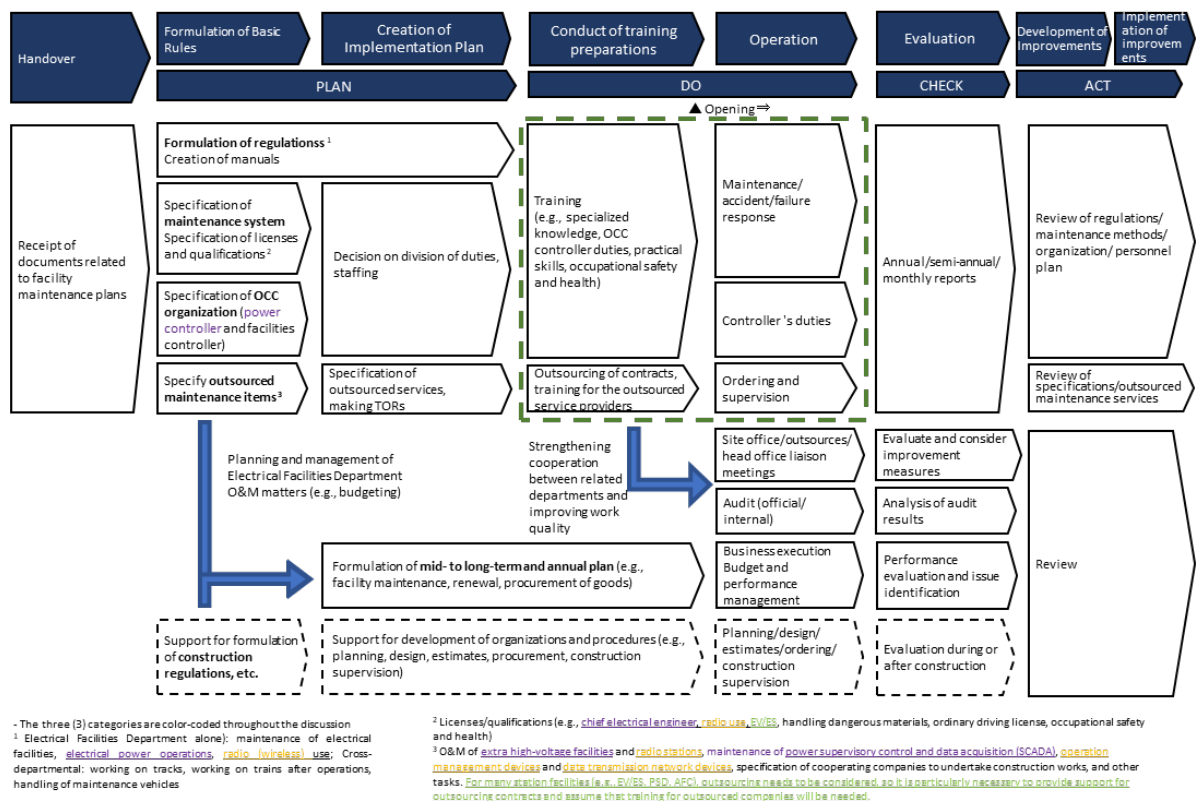 Handover
Formulation of Basic
Rules
Creation of
Implementation Plan
Conduct of training
preparations
Operation
Evaluation
Development of
Improvements
Implement
ation of
improvem
ents
PLAN
DO
CHECK
ACT
▲ Opening ⇒
Receipt of
documents related
to facility
maintenance plans
Formulation of regulationss ¹
Creation of manuals
Specification of
maintenance system
Specification of licenses
and qualifications ²
Specification of OCC
organization (power
controller and facilities
controller)
Specify outsourced
maintenance items³
Decision on division of duties,
staffing
Specification of
outsourced services,
making TORs
Training
(e.g., specialized
knowledge, OCC
controller duties, practical
skills, occupational safety
and health)
Outsourcing of contracts,
training for the outsourced
service providers
Maintenance/
accident/failure
response
Controller 's duties
Ordering and
supervision
Annual/semi-annual/
monthly reports
Review of regulations/
maintenance methods/
organization/ personnel
plan
Review of
specifications/outsourced
maintenance services
Planning and management of
Electrical Facilities Department
O&M matters (e.g., budgeting)
Strengthening
cooperation
between related
departments and
improving work
quality
Site office/outsources/
head office liaison
meetings
Evaluate and consider
improvement
measures
Audit (official/
internal)
Analysis of audit
results
Formulation of mid- to long-term and annual plan (e.g.,
facility maintenance, renewal, procurement of goods)
Business execution
Budget and
performance
management
Performance
evaluation and issue
identification
Review
Support for formulation
of construction
regulations, etc.
Support for development of organizations and procedures (e.g.,
planning, design, estimates, procurement, construction
supervision)
Planning/design/
estimates/ordering/
construction
supervision
Evaluation during or
after construction
- The three (3) categories are color-coded throughout the discussion
¹ Electrical Facilities Department alone): maintenance of electrical
facilities, electrical power operations, radio (wireless) use; Cross-
departmental: working on tracks, working on trains after operations,
handling of maintenance vehicles
² Licenses/qualifications (e.g., chief electrical engineer, radio use, EV/ES, handling dangerous materials, ordinary driving license, occupational safety
and health)
³ O&M of extra high-voltage facilities and radio stations, maintenance of power supervisory control and data acquisition (SCADA), operation
management devices and data transmission network devices, specification of cooperating companies to undertake construction works, and other
tasks. For many station facilities (e.g., EV/ES, PSD, AFC), outsourcing needs to be considered, so it is particularly necessary to provide support for
outsourcing contracts and assume that training for outsourced companies will be needed.